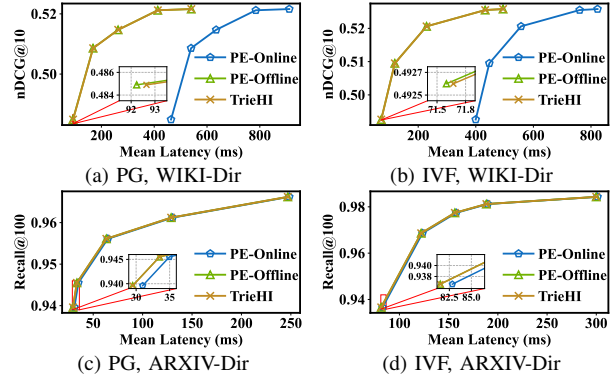 nDCG@10
0.52
0.50
0.486
0.484
92 93
PE-Online
PE-Offline
TrieHI
200 400 600 800
Mean Latency (ms)
(a) PG, WIKI-Dir
nDCG@10
0.52
0.51
0.50
0.49
0.4927
0.4925
71.5 71.8
PE-Online
PE-Offline
TrieHI
200 400 600 800
Mean Latency (ms)
(b) IVF, WIKI-Dir
Recall@100
0.96
0.95
0.94
0.945
0.940
30 35
PE-Online
PE-Offline
TrieHI
50 100 150 200 250
Mean Latency (ms)
(c) PG, ARXIV-Dir
Recall@100
0.98
0.96
0.94
0.940
0.938
82.5 85.0
PE-Online
PE-Offline
TrieHI
100 150 200 250 300
Mean Latency (ms)
(d) IVF, ARXIV-Dir